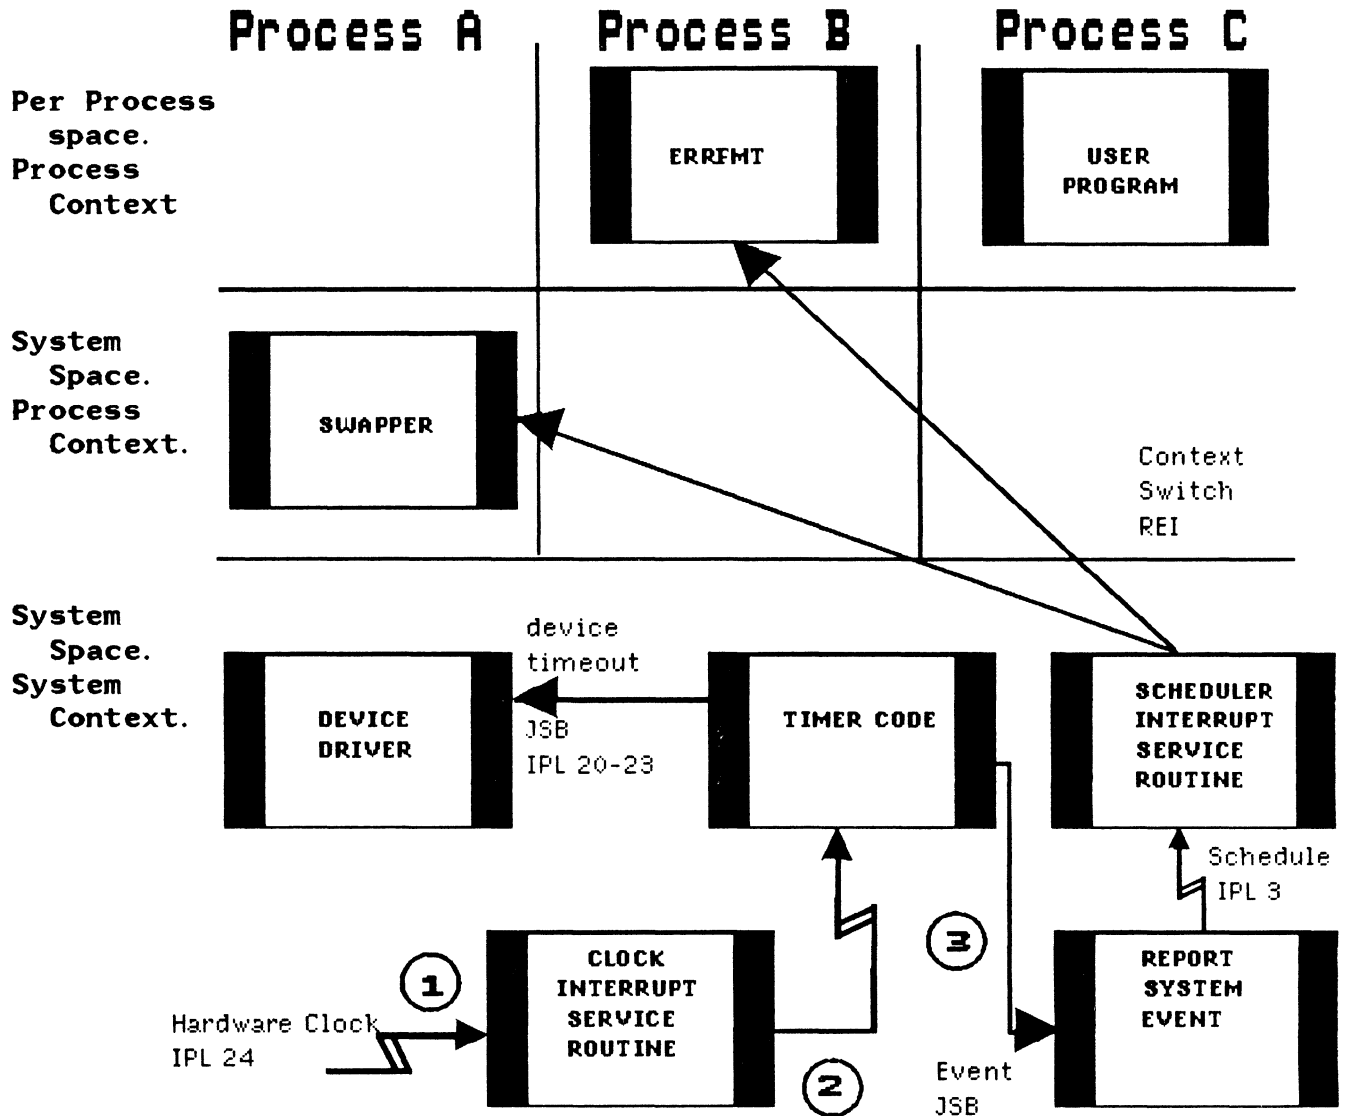 Process A
Process B
Process C
Per Process
space.
Process
Context
ERRFMT
USER
PROGRAM
System
Space.
Process
Context.
SWAPPER
Context
Switch
REI
System
Space.
System
Context.
DEVICE
DRIVER
device
timeout
JSB
IPL 20-23
TIMER CODE
SCHEDULER
INTERRUPT
SERVICE
ROUTINE
Schedule
IPL 3
1
Hardware Clock
IPL 24
CLOCK
INTERRUPT
SERVICE
ROUTINE
2
3
Event
JSB
REPORT
SYSTEM
EVENT